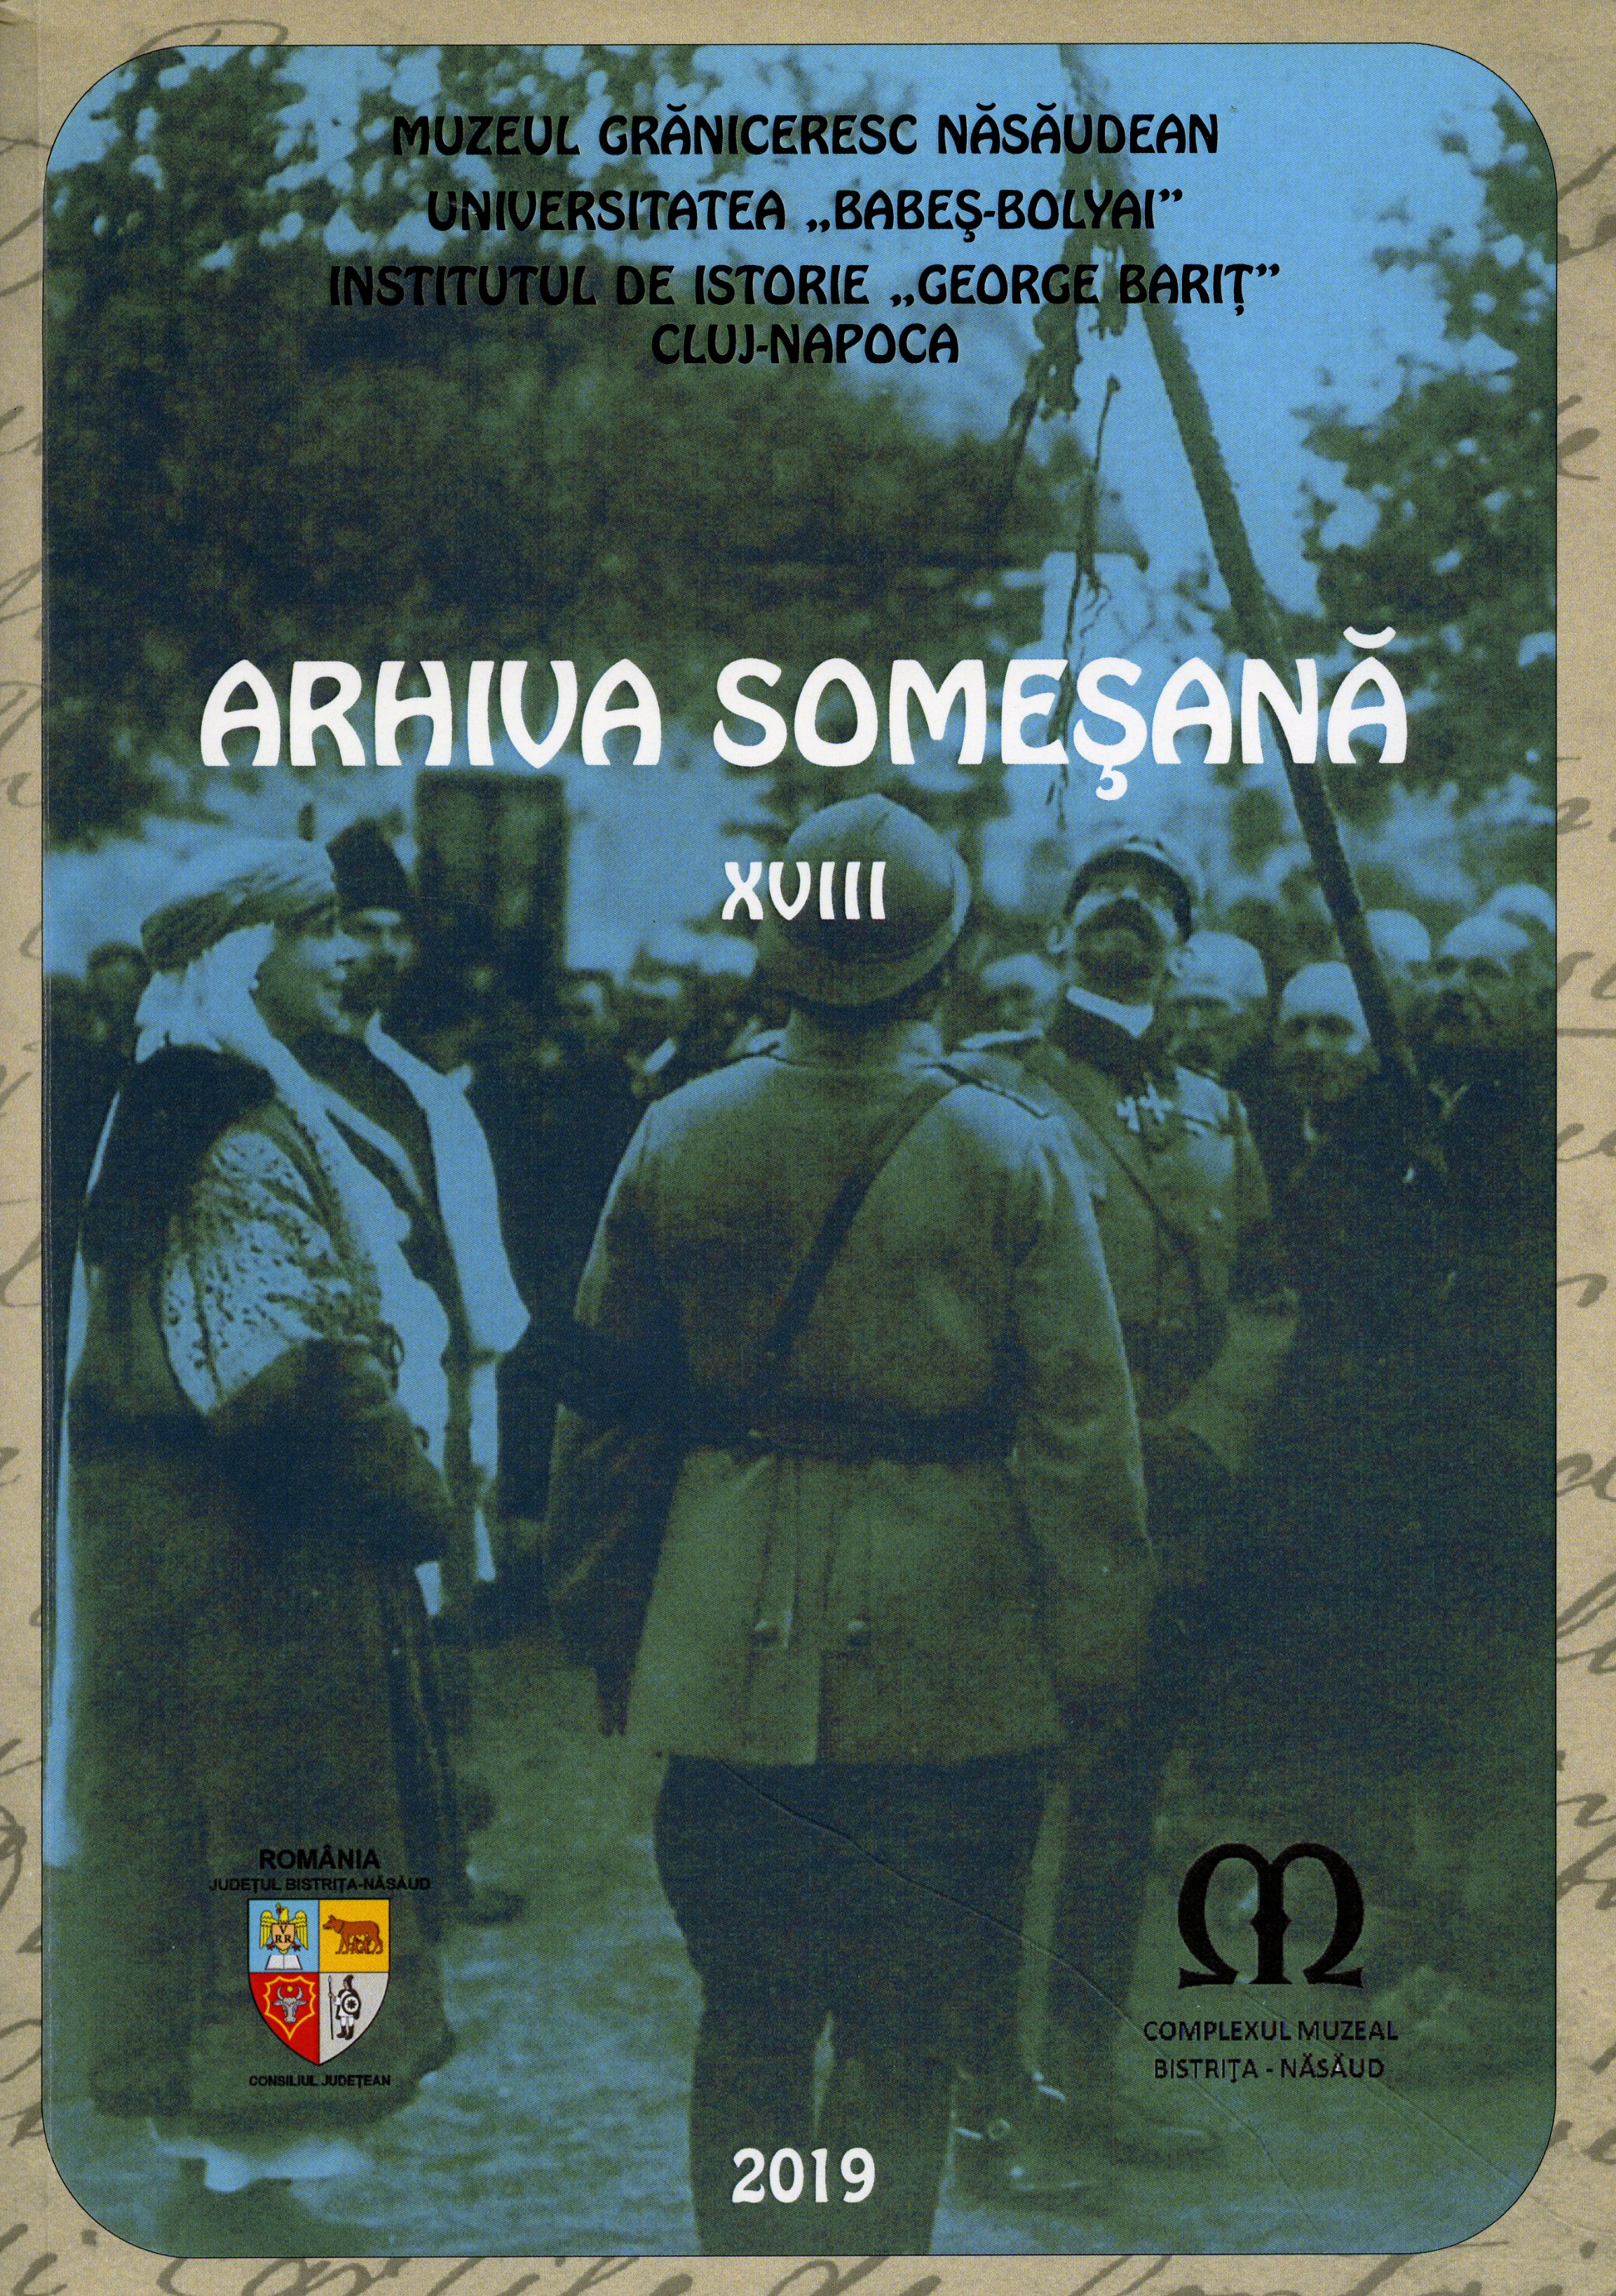 MUZEUL GRĂNICERESC NĂSĂUDEAN
UNIVERSITATEA „BABEŞ-BOLYAI”
INSTITUTUL DE ISTORIE „GEORGE BARIŢ”
CLUJ-NAPOCA
ARHIVA SOMEŞANĂ
XVIII
ROMÂNIA
JUDEŢUL BISTRIŢA-NĂSĂUD
V
RR
CONSILIUL JUDEŢEAN
M
COMPLEXUL MUZEAL
BISTRIŢA - NĂSĂUD
2019